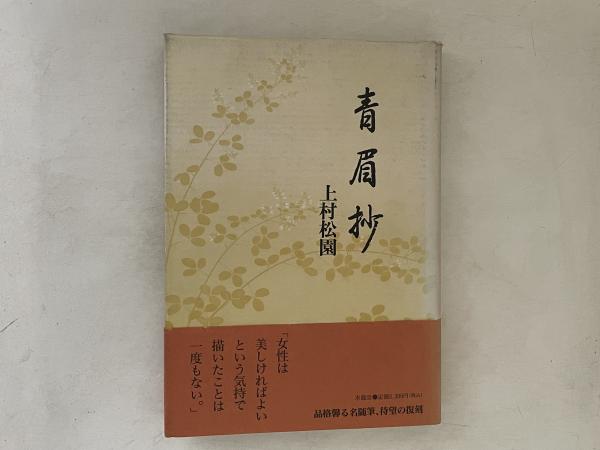 青眉抄
上村松園
「女性は
美しければよい
という気持で
描いたことは
一度もない。」
品格馨る名随筆、待望の復刻